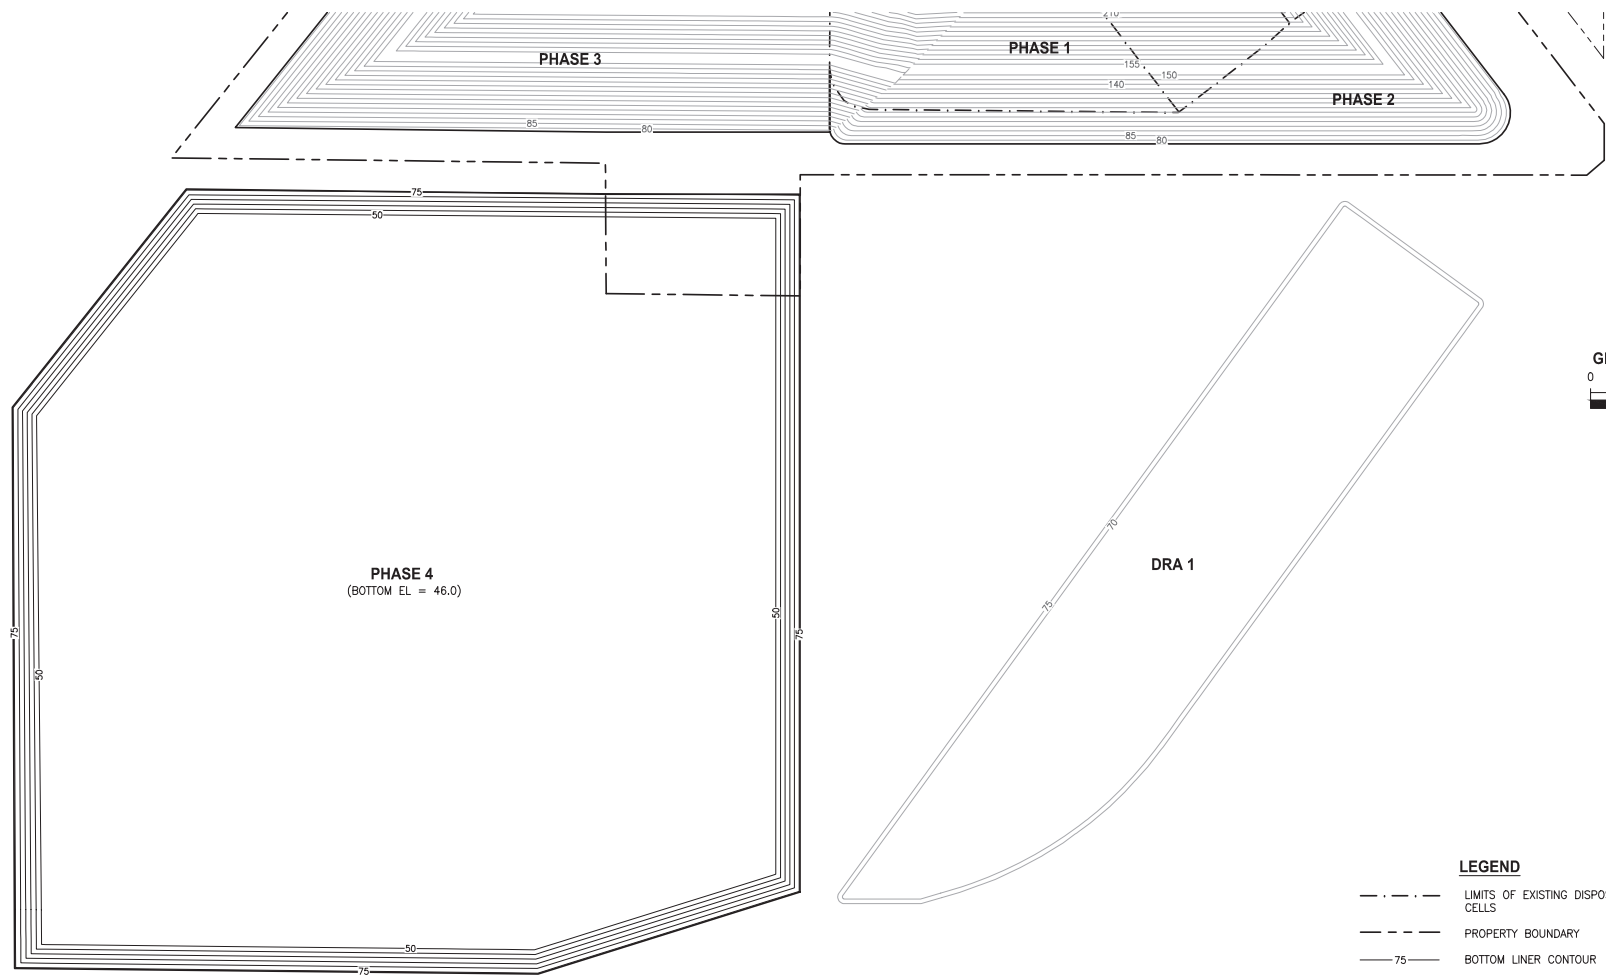 210
PHASE 3
PHASE 1
155
150
140
PHASE 2
85
80
85
80
75
50
GI
0
70
75
DRA 1
PHASE 4
(BOTTOM EL = 46.0)
50
75
75
50
50
75
LEGEND
LIMITS OF EXISTING DISPO
CELLS
PROPERTY BOUNDARY
75 BOTTOM LINER CONTOUR